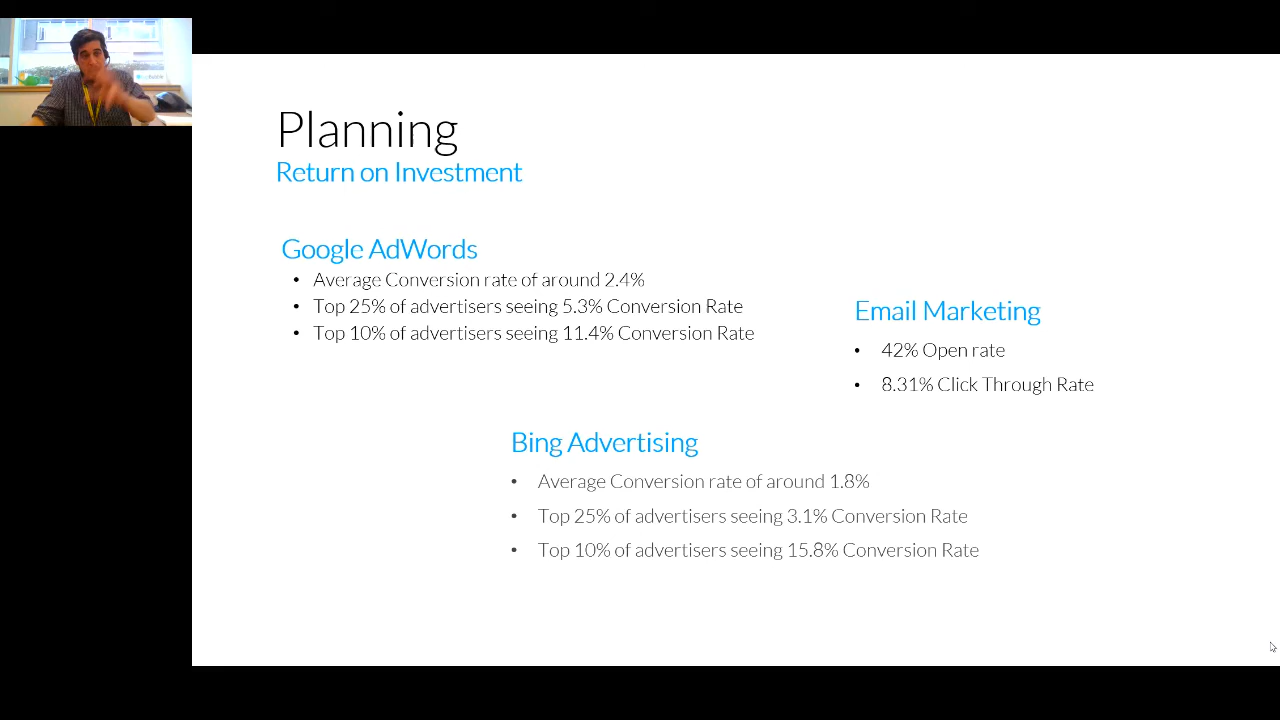 Planning
Return on Investment
Google AdWords
• Average Conversion rate of around 2.4%
• Top 25% of advertisers seeing 5.3% Conversion Rate
• Top 10% of advertisers seeing 11.4% Conversion Rate
Email Marketing
• 42% Open rate
• 8.31% Click Through Rate
Bing Advertising
• Average Conversion rate of around 1.8%
• Top 25% of advertisers seeing 3.1% Conversion Rate
• Top 10% of advertisers seeing 15.8% Conversion Rate